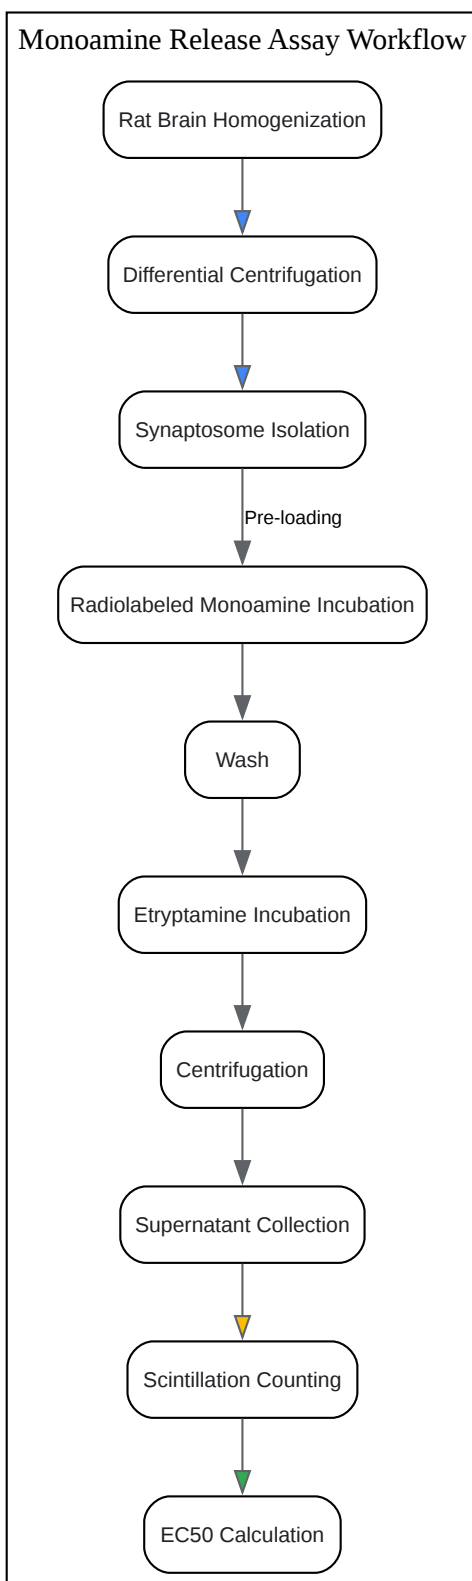 Monoamine Release Assay Workflow
Rat Brain Homogenization
Differential Centrifugation
Synaptosome Isolation
Pre-loading
Radiolabeled Monoamine Incubation
Wash
Etryptamine Incubation
Centrifugation
Supernatant Collection
Scintillation Counting
EC50 Calculation